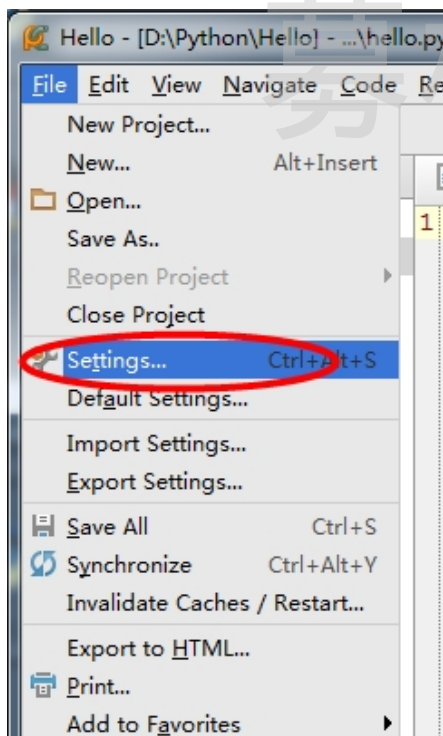 Hello - [D:\Python\Hello] - ...\hello.py
File Edit View Navigate Code Re
New Project...
New... Alt+Insert
Open...
Save As..
1
Reopen Project
Close Project
Settings... Ctrl+Alt+S
Default Settings...
Import Settings...
Export Settings...
Save All Ctrl+S
Synchronize Ctrl+Alt+Y
Invalidate Caches / Restart...
Export to HTML...
Print...
Add to Favorites